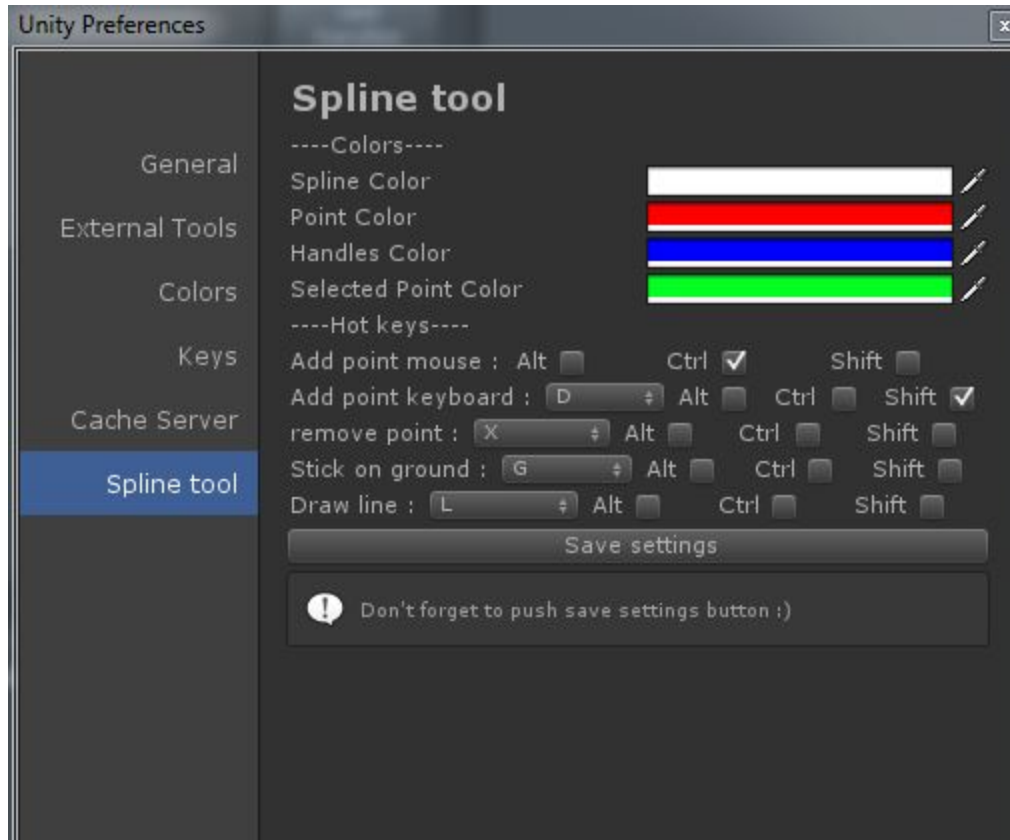 Unity Preferences
x
General
External Tools
Colors
Keys
Cache Server
Spline tool
Spline tool
----Colors----
Spline Color
Point Color
Handles Color
Selected Point Color
----Hot keys----
Add point mouse : Alt Ctrl Shift
Add point keyboard : D Alt Ctrl Shift
remove point : X Alt Ctrl Shift
Stick on ground : G Alt Ctrl Shift
Draw line : L Alt Ctrl Shift
Save settings
Don't forget to push save settings button :)